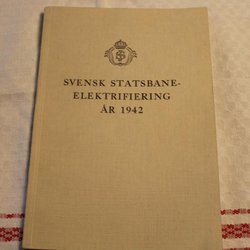 SVENSK STATSBANE-
ELEKTRIFIERING
ÅR 1942